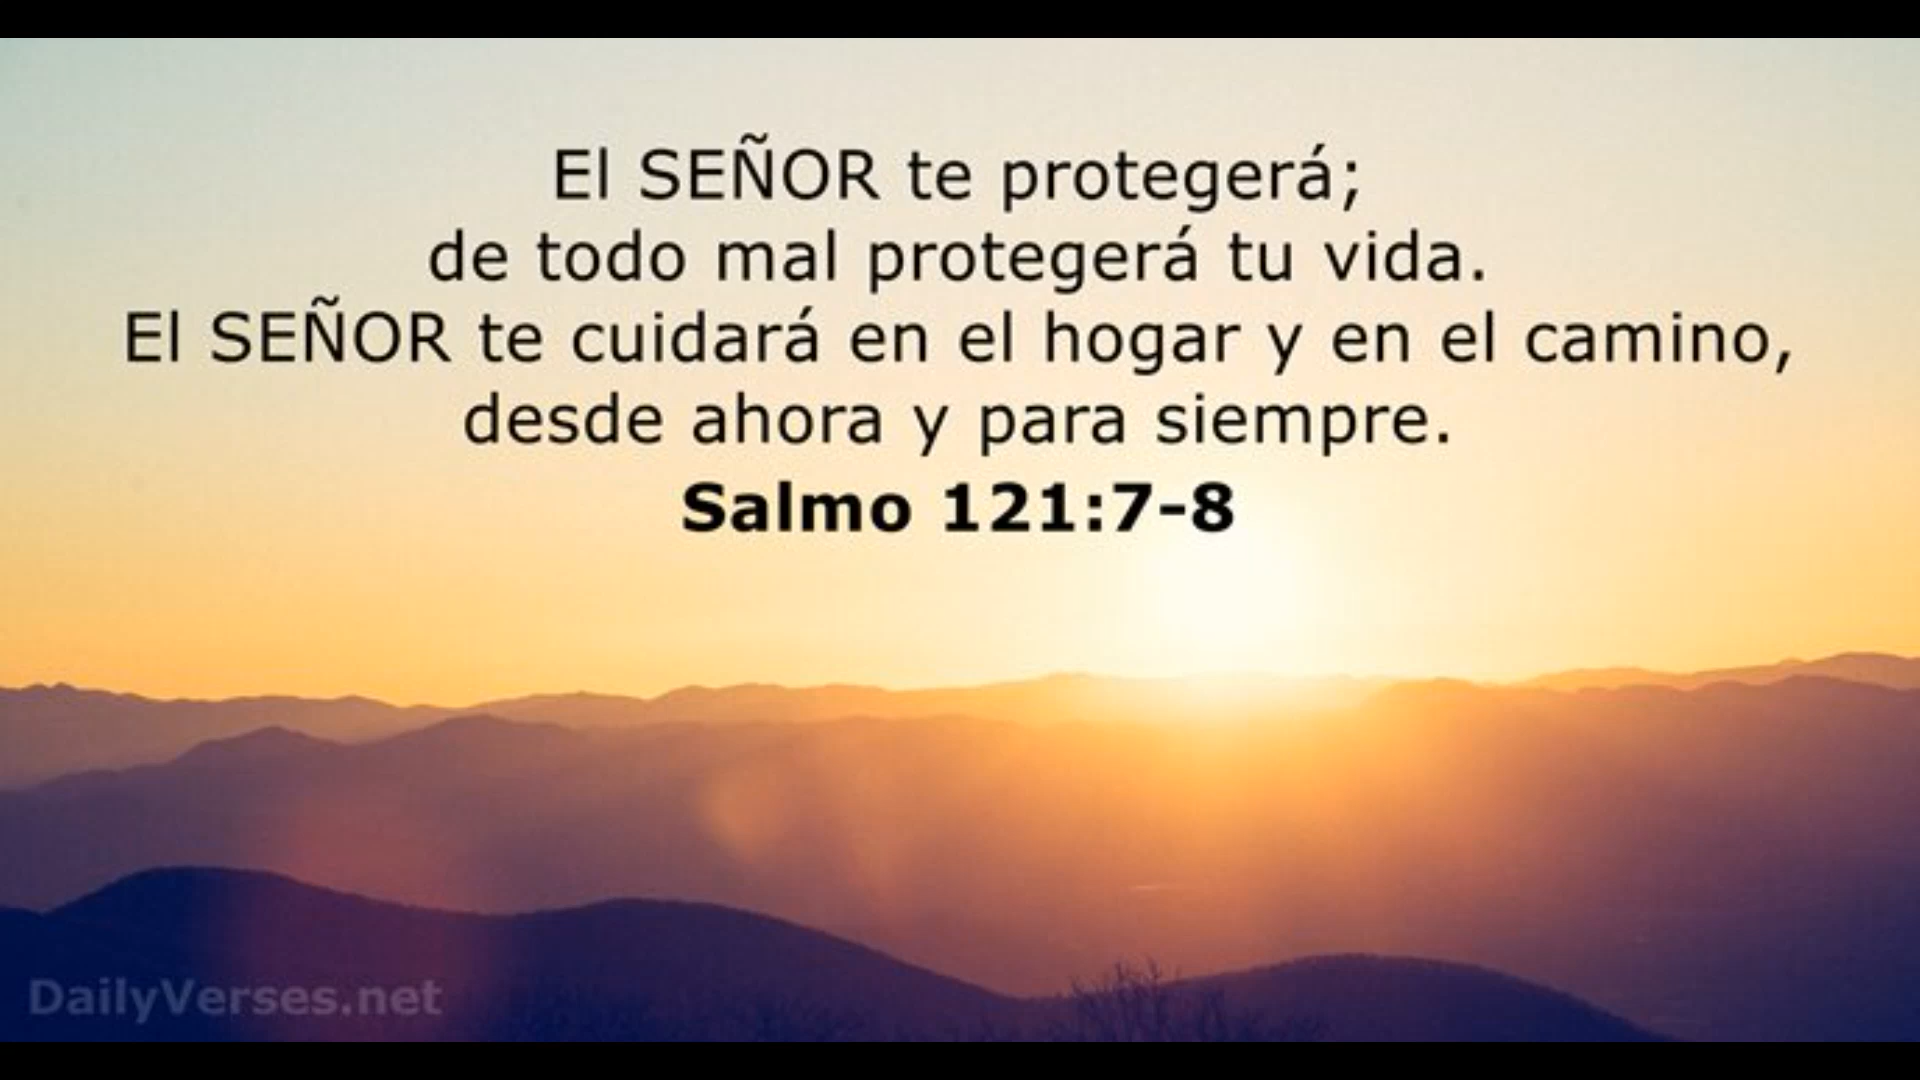 El SEÑOR te protegerá;
de todo mal protegerá tu vida.
El SEÑOR te cuidará en el hogar y en el camino,
desde ahora y para siempre.
Salmo 121:7-8
DailyVerses.net